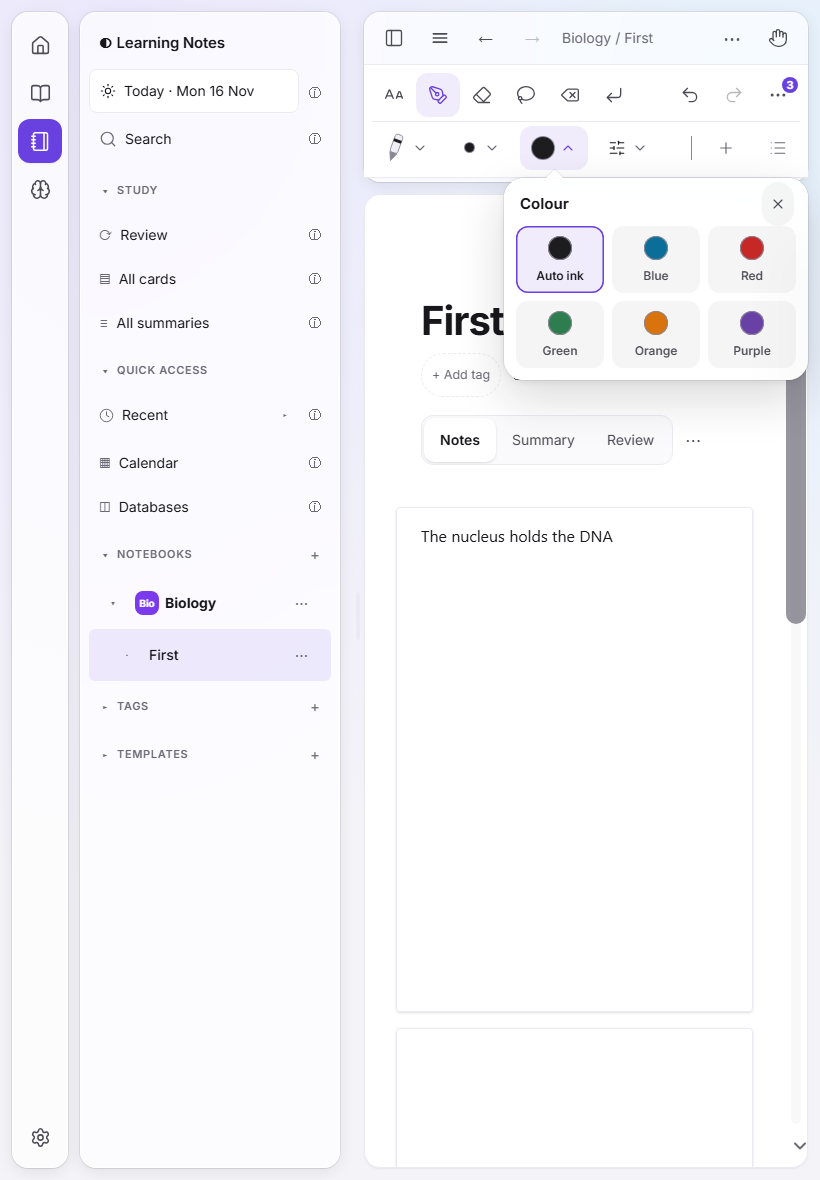 Learning Notes
Today · Mon 16 Nov
Search
STUDY
Review
All cards
All summaries
QUICK ACCESS
Recent
Calendar
Databases
NOTEBOOKS
Bio Biology
First
TAGS
TEMPLATES
Biology / First
AA
3
Colour
Auto ink
Blue
Red
Green
Orange
Purple
First
+ Add tag
Notes Summary Review
The nucleus holds the DNA